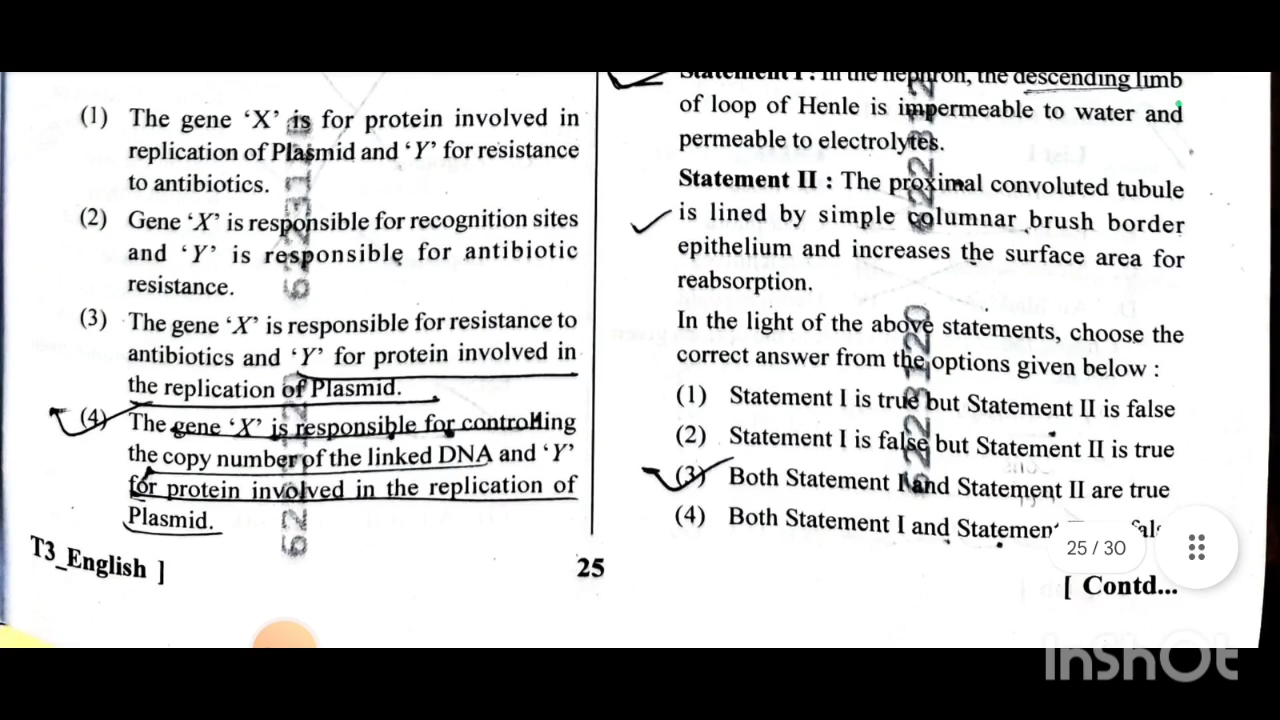 (1) The gene ‘X’ is for protein involved in
replication of Plasmid and ‘Y’ for resistance
to antibiotics.
(2) Gene ‘X’ is responsible for recognition sites
and ‘Y’ is responsible for antibiotic
resistance.
(3) The gene ‘X’ is responsible for resistance to
antibiotics and ‘Y’ for protein involved in
the replication of Plasmid.
(4) The gene ‘X’ is responsible for controlling
the copy number of the linked DNA and ‘Y’
for protein involved in the replication of
Plasmid.
T3_English ]
25
Statement I : In the nephron, the descending limb
of loop of Henle is impermeable to water and
permeable to electrolytes.
Statement II : The proximal convoluted tubule
is lined by simple columnar brush border
epithelium and increases the surface area for
reabsorption.
In the light of the above statements, choose the
correct answer from the options given below :
(1) Statement I is true but Statement II is false
(2) Statement I is false but Statement II is true
(3) Both Statement I and Statement II are true
(4) Both Statement I and
25 / 30
[ Contd...
InShOt